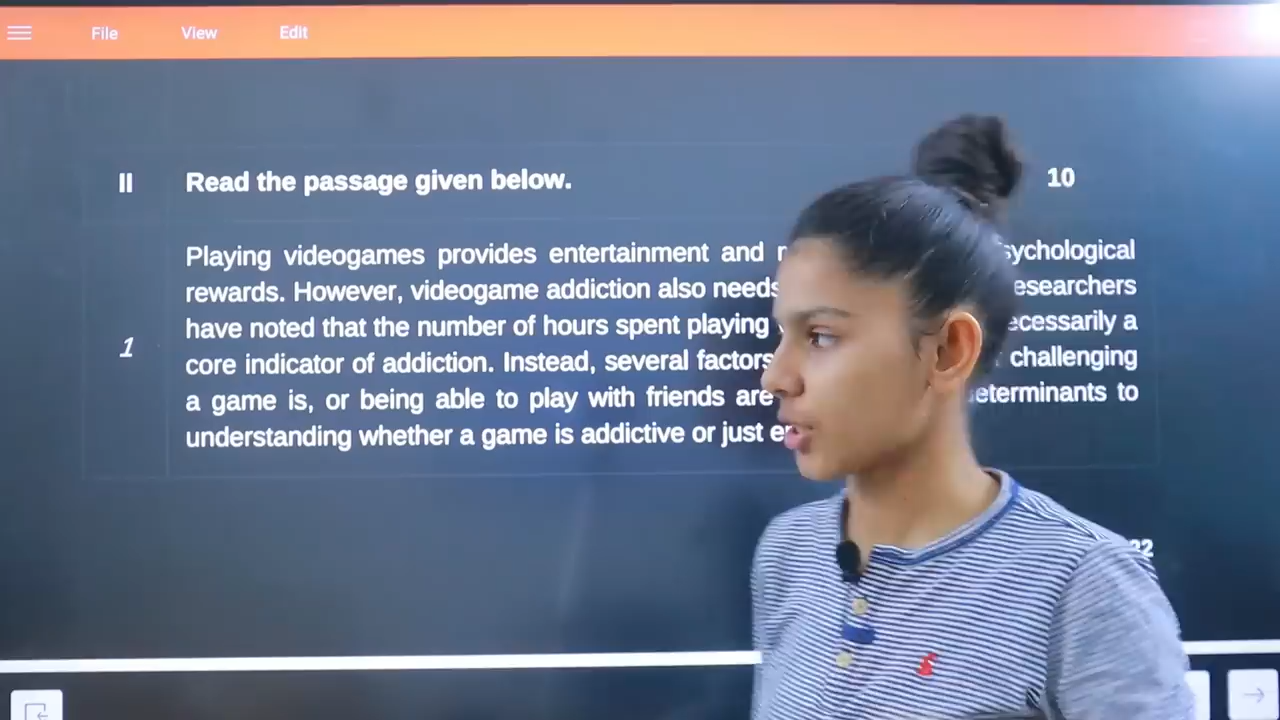 File View Edit
II Read the passage given below. 10
Playing videogames provides entertainment and sychological
rewards. However, videogame addiction also needs esearchers
have noted that the number of hours spent playing ecessarily a
1
core indicator of addiction. Instead, several factors challenging
a game is, or being able to play with friends are eterminants to
understanding whether a game is addictive or just
22